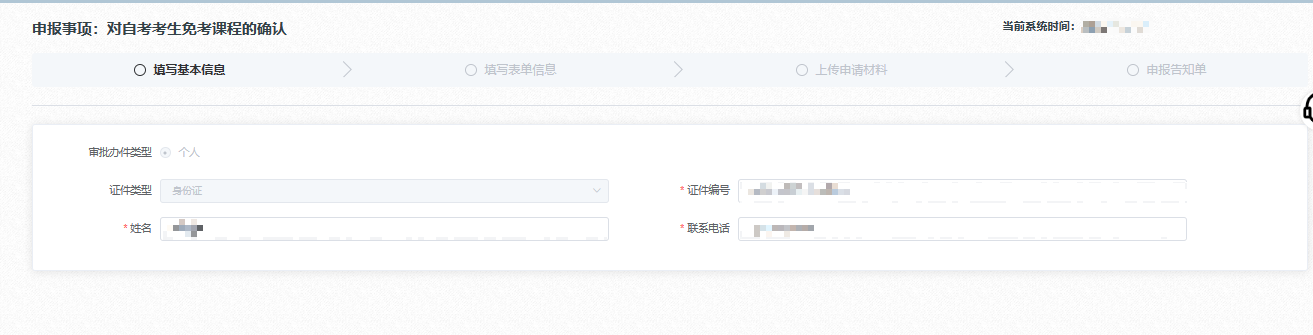 申报事项：对自考考生免考课程的确认
当前系统时间：
填写基本信息 填写表单信息 上传申请材料 申报告知单
审批办件类型 个人
证件类型 身份证 * 证件编号
* 姓名 * 联系电话